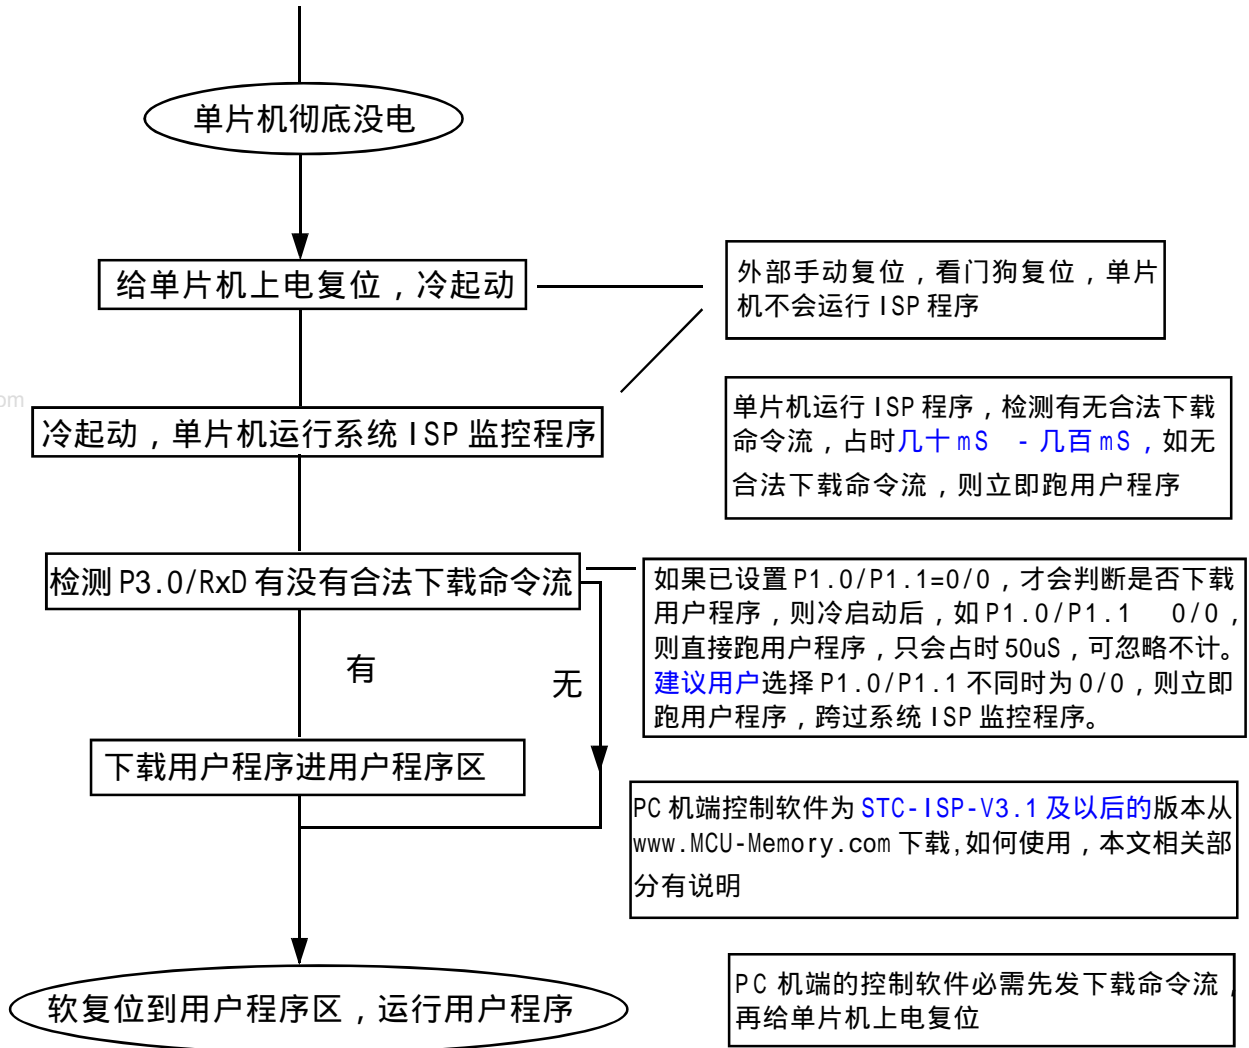 单片机彻底没电
给单片机上电复位，冷起动
外部手动复位，看门狗复位，单片
机不会运行 ISP 程序
om
冷起动，单片机运行系统 ISP 监控程序
单片机运行 ISP 程序，检测有无合法下载
命令流，占时几十 mS - 几百 mS，如无
合法下载命令流，则立即跑用户程序
检测 P3.0/RxD 有没有合法下载命令流
如果已设置 P1.0/P1.1=0/0，才会判断是否下载
用户程序，则冷启动后，如 P1.0/P1.1 0/0，
则直接跑用户程序，只会占时 50uS，可忽略不计。
建议用户选择 P1.0/P1.1 不同时为 0/0，则立即
跑用户程序，跨过系统 ISP 监控程序。
有
无
下载用户程序进用户程序区
PC 机端控制软件为 STC-ISP-V3.1 及以后的版本从
www.MCU-Memory.com 下载,如何使用，本文相关部
分有说明
软复位到用户程序区，运行用户程序
PC 机端的控制软件必需先发下载命令流，
再给单片机上电复位